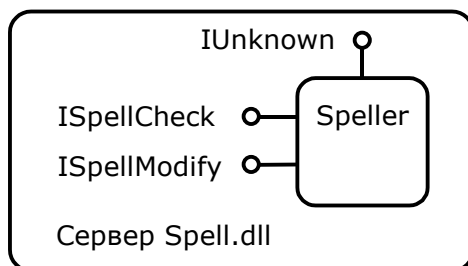 IUnknown
ISpellCheck
Speller
ISpellModify
Сервер Spell.dll